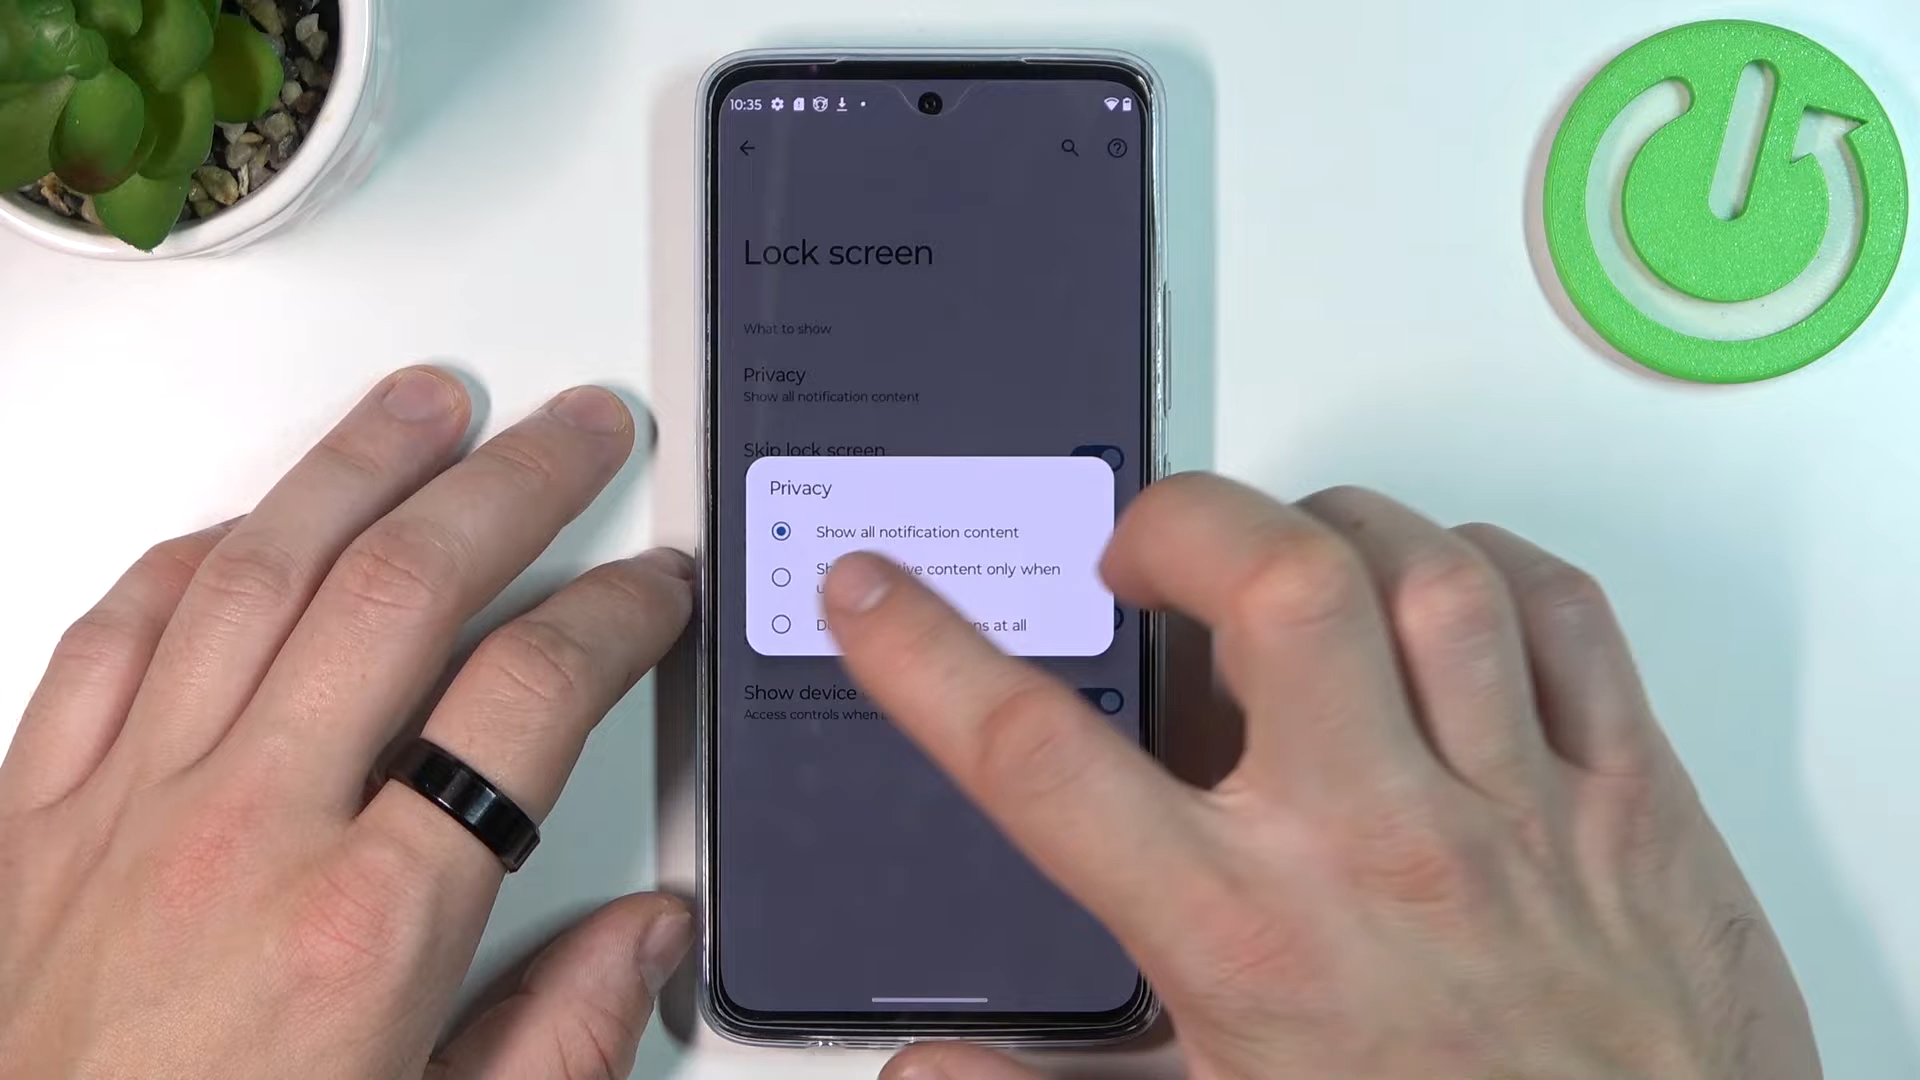 10:35
Lock screen
What to show
Privacy
Show all notification content
Skip lock screen
Privacy
Show all notification content
content only when
at all
Show device
Access controls when